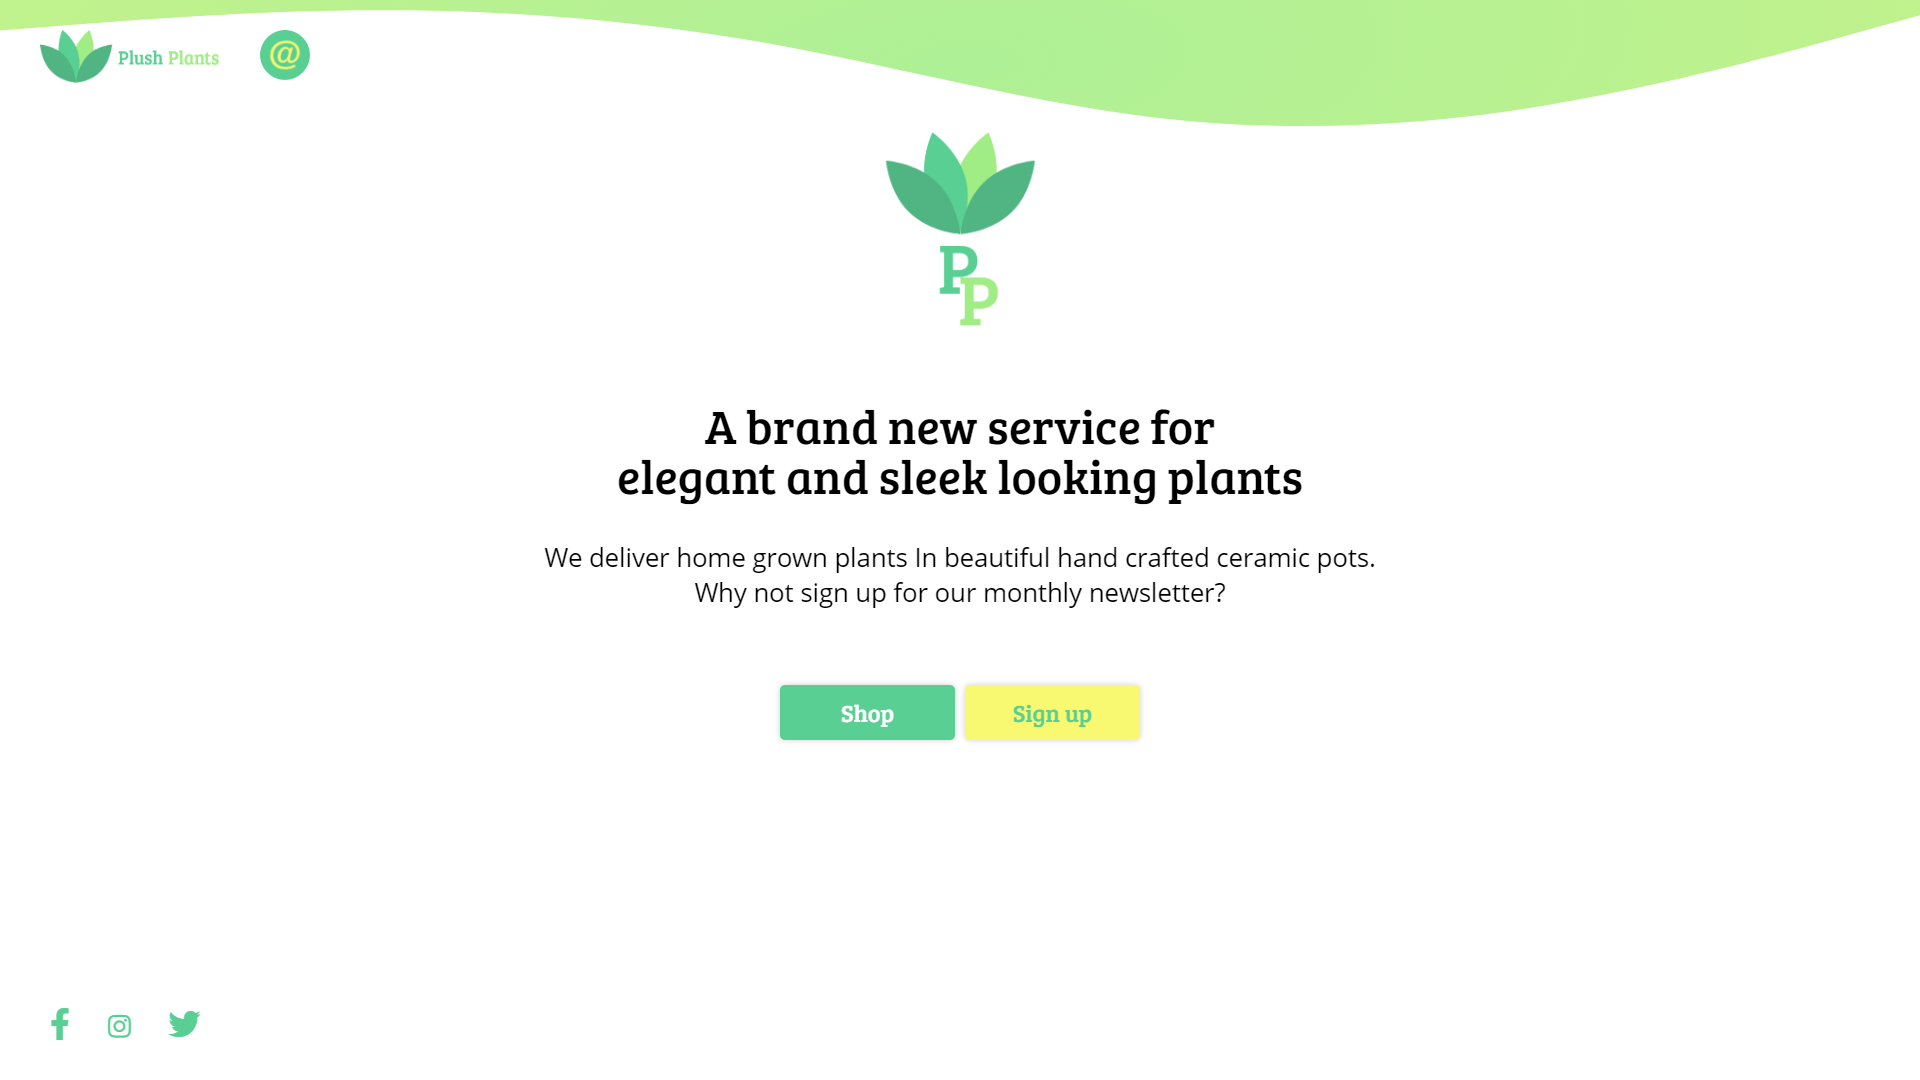 Plush Plants
@
P
P
A brand new service for
elegant and sleek looking plants
We deliver home grown plants In beautiful hand crafted ceramic pots.
Why not sign up for our monthly newsletter?
Shop
Sign up